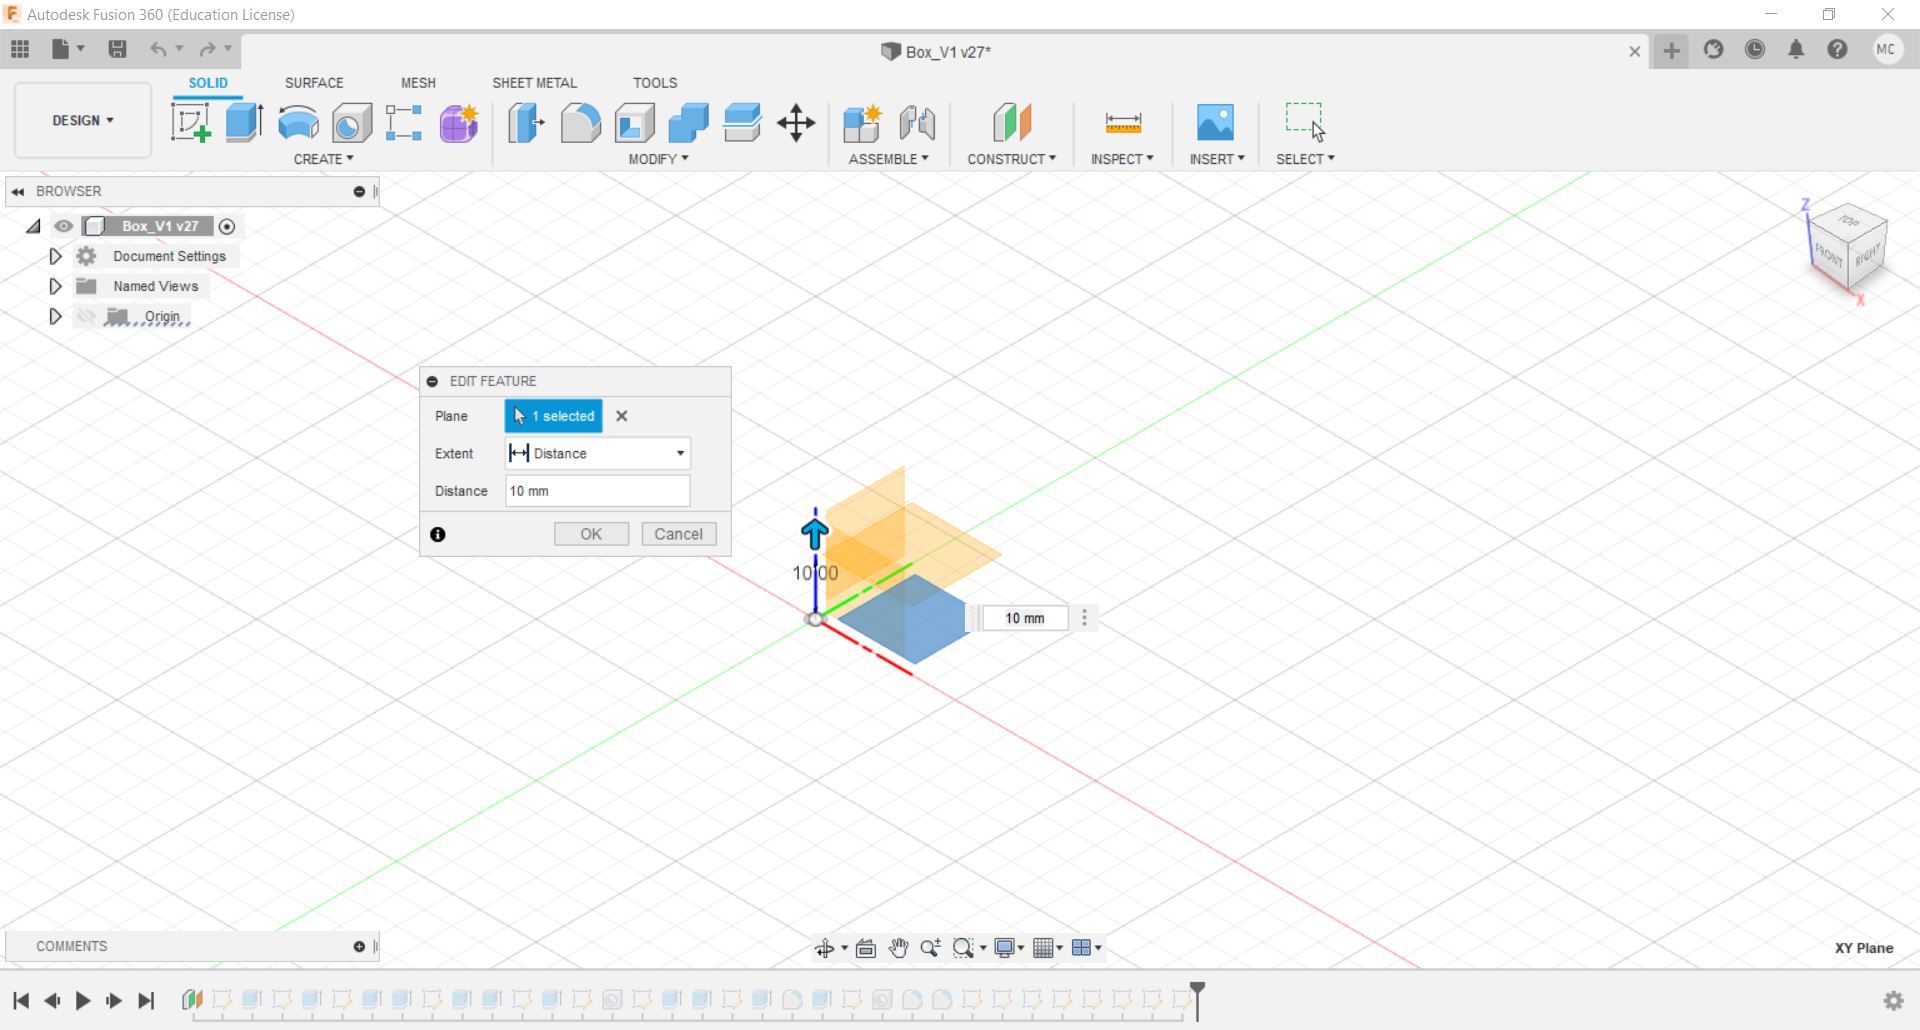 Autodesk Fusion 360 (Education License)
Box_V1 v27*
MC
DESIGN
SOLID
SURFACE
MESH
SHEET METAL
TOOLS
CREATE
MODIFY
ASSEMBLE
CONSTRUCT
INSPECT
INSERT
SELECT
BROWSER
Box_V1 v27
Document Settings
Named Views
Origin
EDIT FEATURE
Plane
1 selected
Extent
Distance
Distance
10 mm
OK
Cancel
10.00
10 mm
Z
TOP
FRONT
RIGHT
X
COMMENTS
XY Plane